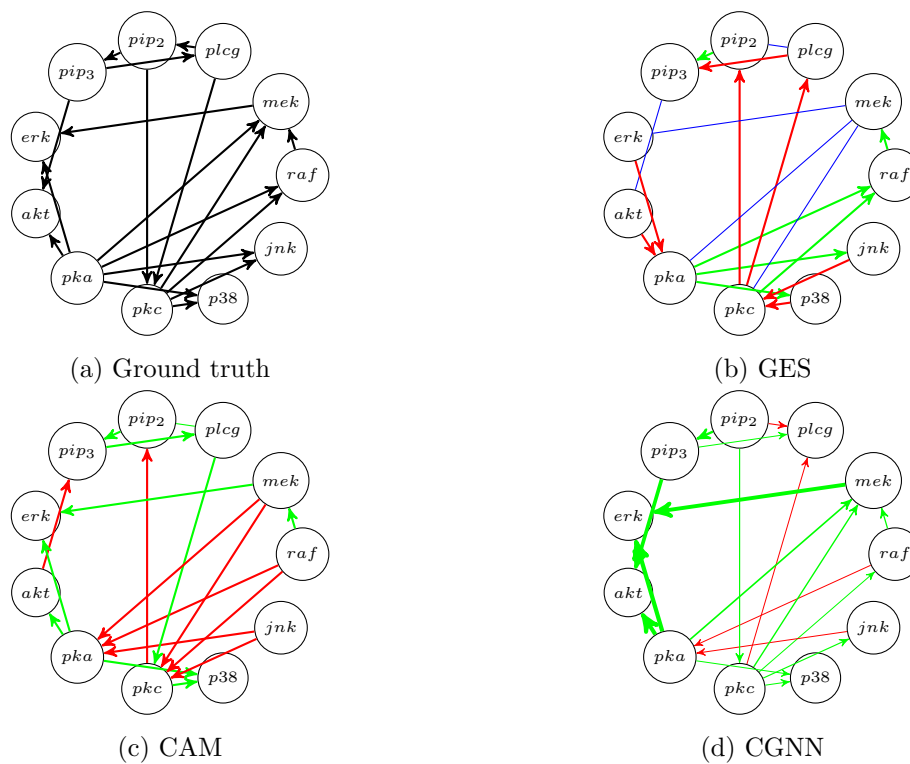 pip2
plcg
pip3
mek
erk
raf
akt
jnk
pka
pkc
p38
(a) Ground truth
pip2
plcg
pip3
mek
erk
raf
akt
jnk
pka
pkc
p38
(b) GES
pip2
plcg
pip3
mek
erk
raf
akt
jnk
pka
pkc
p38
(c) CAM
pip2
plcg
pip3
mek
erk
raf
akt
jnk
pka
pkc
p38
(d) CGNN